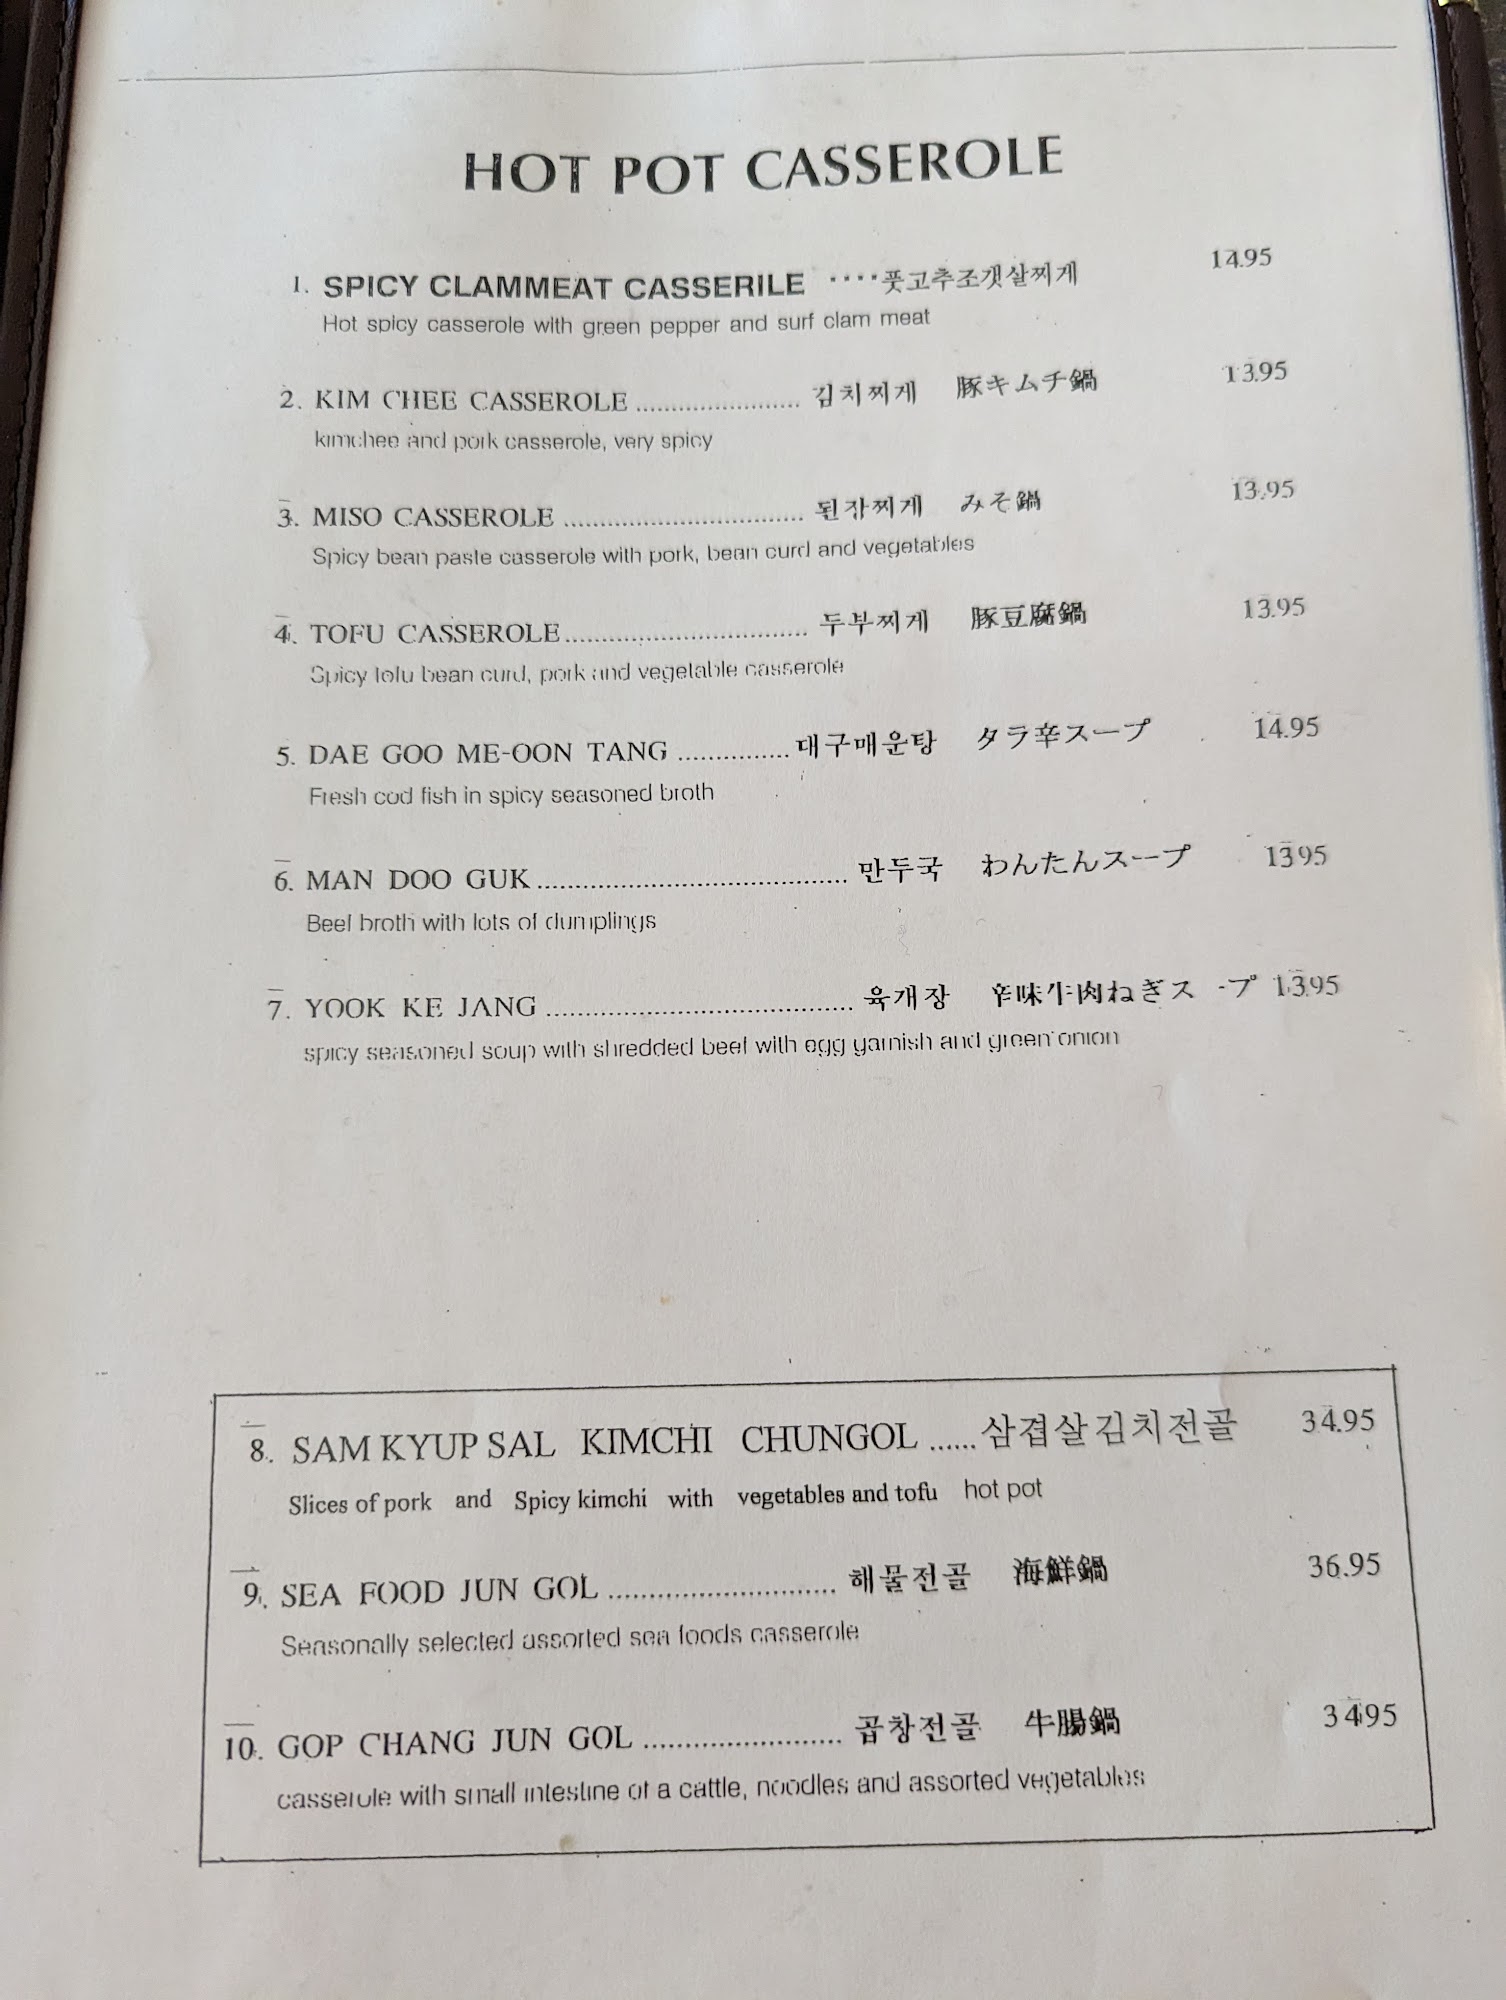 HOT POT CASSEROLE
1. SPICY CLAMMEAT CASSERILE ····풋고추조갯살찌게 14.95
Hot spicy casserole with green pepper and surf clam meat
2. KIM CHEE CASSEROLE ....................... 김치찌게 豚キムチ鍋 13.95
kimchee and pork casserole, very spicy
3. MISO CASSEROLE .................................. 된장찌게 みそ鍋 13.95
Spicy bean paste casserole with pork, bean curd and vegetables
4. TOFU CASSEROLE.................................. 두부찌게 豚豆腐鍋 13.95
Spicy tofu bean curd, pork and vegetable casserole
5. DAE GOO ME-OON TANG ................대구매운탕 タラ辛スープ 14.95
Fresh cod fish in spicy seasoned broth
6. MAN DOO GUK............................................ 만두국 わんたんスープ 1395
Beef broth with lots of dumplings
7. YOOK KE JANG ........................................... 육개장 辛味牛肉ねぎスープ 13.95
spicy seasoned soup with shredded beef with egg garnish and green onion
8. SAM KYUP SAL KIMCHI CHUNGOL ......삼겹살김치전골 34.95
Slices of pork and Spicy kimchi with vegetables and tofu hot pot
9. SEA FOOD JUN GOL ............................. 해물전골 海鮮鍋 36.95
Seasonally selected assorted sea foods casserole
10. GOP CHANG JUN GOL ......................... 곱창전골 牛腸鍋 3495
casserole with small intestine of a cattle, noodles and assorted vegetables